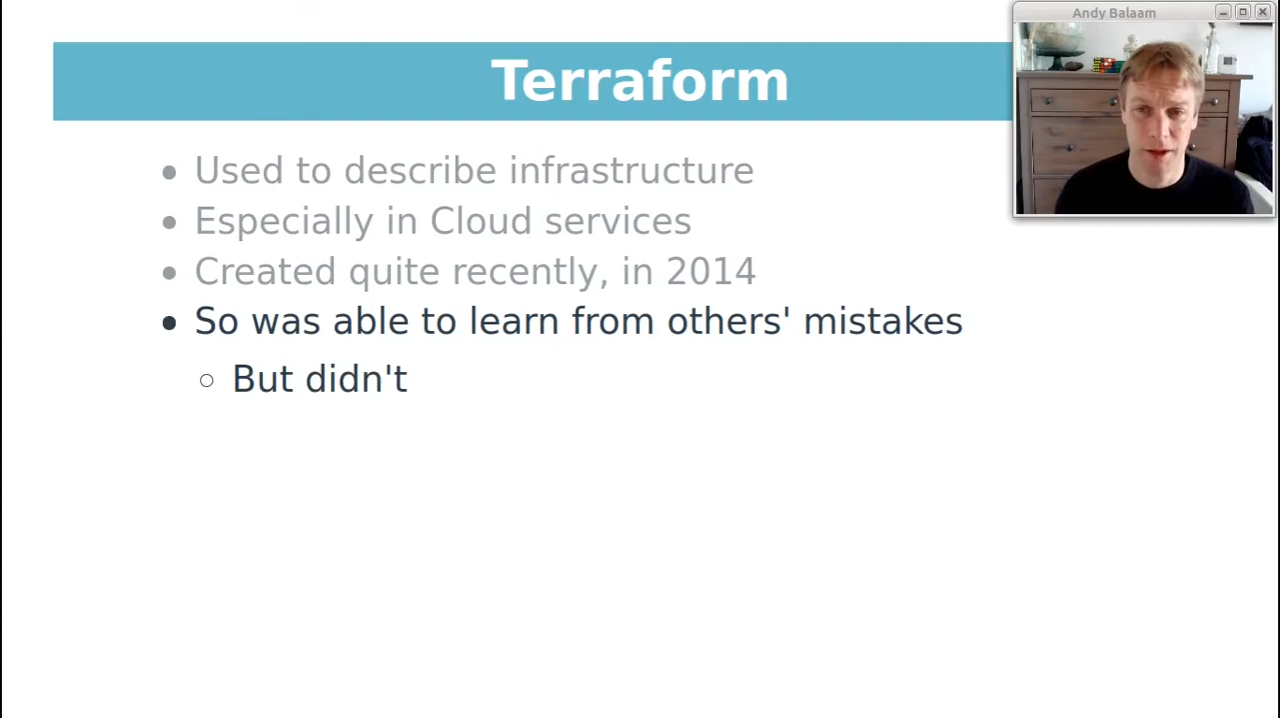 Terraform
Andy Balaam
Used to describe infrastructure
Especially in Cloud services
Created quite recently, in 2014
So was able to learn from others' mistakes
But didn't